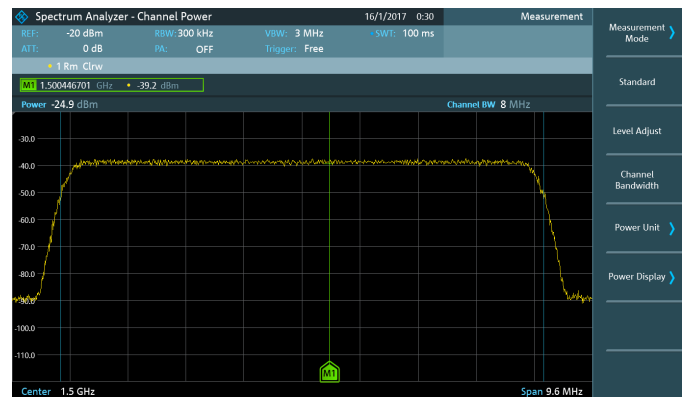 Spectrum Analyzer - Channel Power 16/1/2017 0:30 Measurement
REF: -20 dBm RBW: 300 kHz VBW: 3 MHz SWT: 100 ms
ATT: 0 dB PA: OFF Trigger: Free
1 Rm Clrw
M1 1.500446701 GHz • -39.2 dBm
Power -24.9 dBm Channel BW 8 MHz
-30.0
-40.0
-50.0
-60.0
-70.0
-80.0
-90.0
-100.0
-110.0
M1
Center 1.5 GHz Span 9.6 MHz
Measurement
Mode
Standard
Level Adjust
Channel
Bandwidth
Power Unit
Power Display